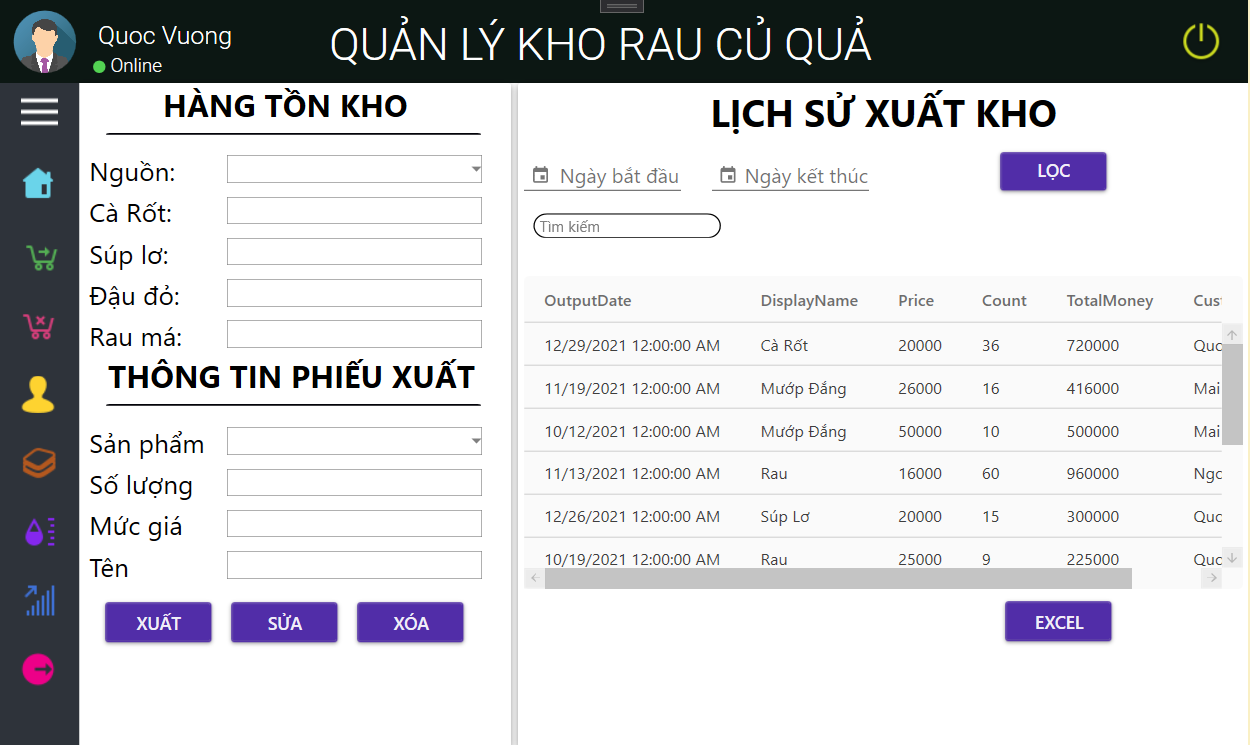 Quoc Vuong
Online
QUẢN LÝ KHO RAU CỦ QUẢ
HÀNG TỒN KHO
Nguồn:
Cà Rốt:
Súp lơ:
Đậu đỏ:
Rau má:
THÔNG TIN PHIẾU XUẤT
Sản phẩm
Số lượng
Mức giá
Tên
XUẤT SỬA XÓA
LỊCH SỬ XUẤT KHO
Ngày bắt đầu Ngày kết thúc LỌC
Tìm kiếm
OutputDate DisplayName Price Count TotalMoney Cus
12/29/2021 12:00:00 AM Cà Rốt 20000 36 720000 Quo
11/19/2021 12:00:00 AM Mướp Đắng 26000 16 416000 Mai
10/12/2021 12:00:00 AM Mướp Đắng 50000 10 500000 Mai
11/13/2021 12:00:00 AM Rau 16000 60 960000 Ngo
12/26/2021 12:00:00 AM Súp Lơ 20000 15 300000 Quo
10/19/2021 12:00:00 AM Rau 25000 9 225000 Quo
EXCEL